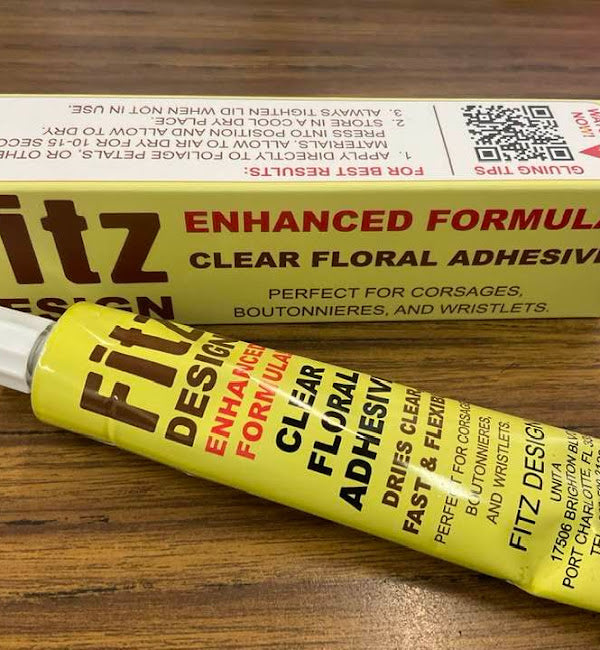 FOR BEST RESULTS:
1. APPLY DIRECTLY TO FOLIAGE PETALS, OR OTHE
MATERIALS. ALLOW TO AIR DRY FOR 10-15 SECO
PRESS INTO POSITION AND ALLOW TO DRY.
2. STORE IN A COOL DRY PLACE.
3. ALWAYS TIGHTEN LID WHEN NOT IN USE.
GLUING TIPS
itz
ESIGN
ENHANCED FORMULA
CLEAR FLORAL ADHESIV
PERFECT FOR CORSAGES,
BOUTONNIERES, AND WRISTLETS.
Fitz
DESIGN
ENHANCED
FORMULA
CLEAR
FLORAL
ADHESIV
DRIES CLEAR
FAST & FLEXIB
PERFECT FOR CORSAG
BOUTONNIERES,
AND WRISTLETS.
FITZ DESIGN
UNIT A
17506 BRIGHTON BLV
PORT CHARLOTTE, FL 33
TEL